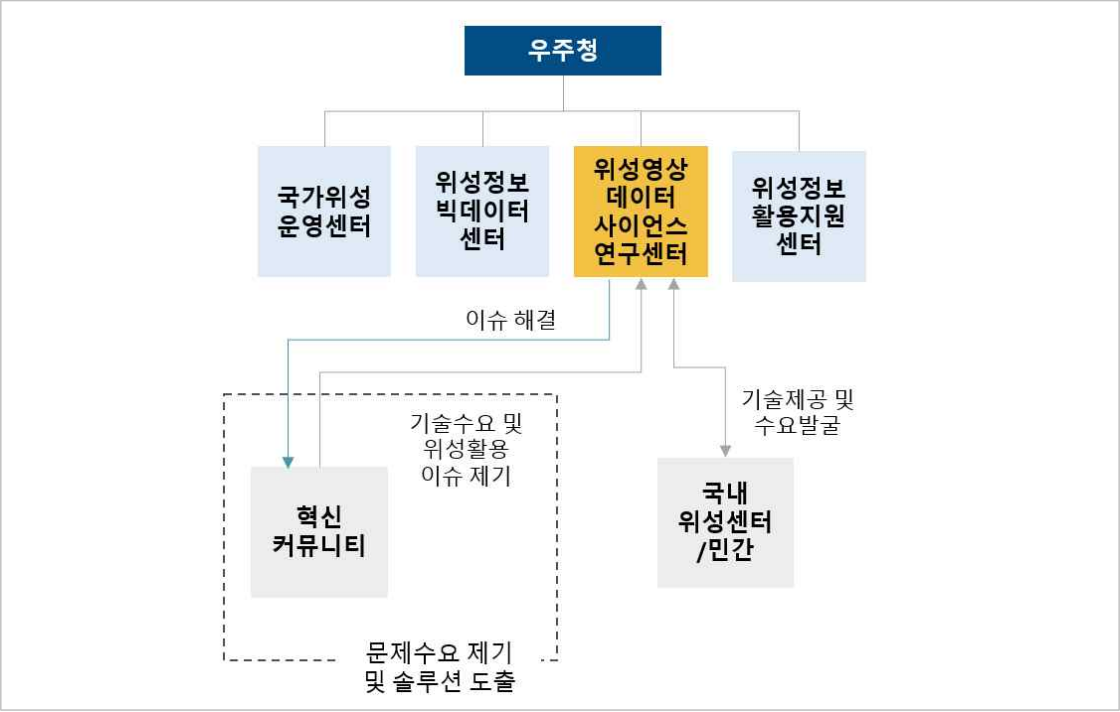 우주청
국가위성
운영센터
위성정보
빅데이터
센터
위성영상
데이터
사이언스
연구센터
위성정보
활용지원
센터
이슈 해결
기술수요 및
위성활용
이슈 제기
기술제공 및
수요발굴
혁신
커뮤니티
국내
위성센터
/민간
문제수요 제기
및 솔루션 도출